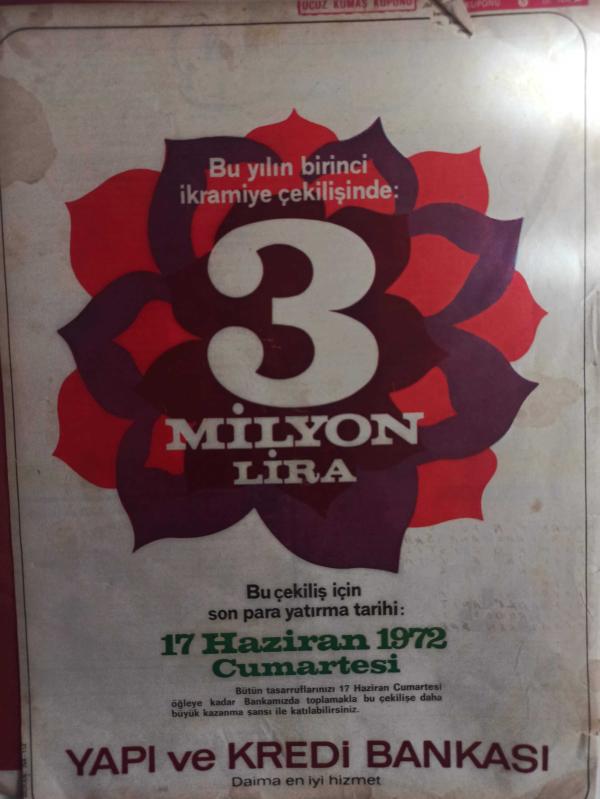 UCUZ KUMAŞ KUPONU
KUPONU
Bu yılın birinci
ikramiye çekilişinde:
3
MİLYON
LİRA
Bu çekiliş için
son para yatırma tarihi:
17 Haziran 1972
Cumartesi
Bütün tasarruflarınızı 17 Haziran Cumartesi
öğleye kadar Bankamızda toplamakla bu çekilişe daha
büyük kazanma şansı ile katılabilirsiniz.
YAPI ve KREDİ BANKASI
Daima en iyi hizmet